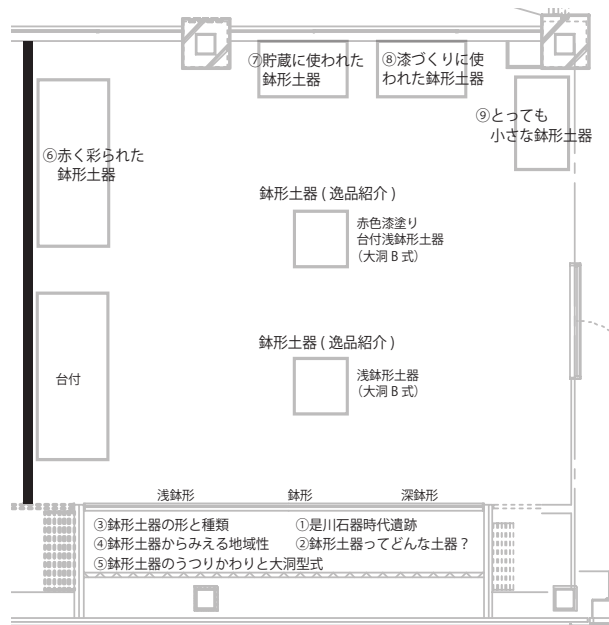 ⑦貯蔵に使われた
鉢形土器
⑧漆づくりに使
われた鉢形土器
⑨とっても
小さな鉢形土器
⑥赤く彩られた
鉢形土器
鉢形土器 ( 逸品紹介 )
赤色漆塗り
台付浅鉢形土器
（大洞 B 式）
鉢形土器 ( 逸品紹介 )
浅鉢形土器
（大洞 B 式）
台付
浅鉢形
鉢形
深鉢形
③鉢形土器の形と種類
①是川石器時代遺跡
④鉢形土器からみえる地域性
②鉢形土器ってどんな土器？
⑤鉢形土器のうつりかわりと大洞型式